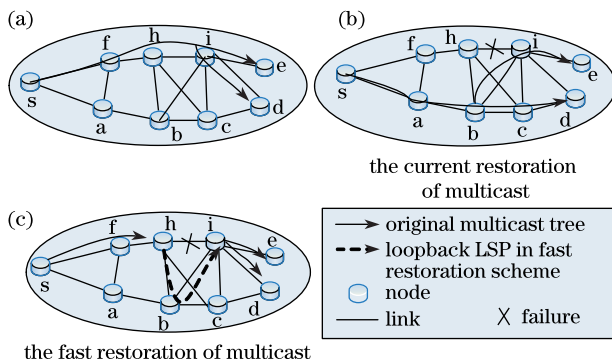 (a)
h
i
f
e
s
d
a
b
c
(b)
h
i
f
e
s
d
a
b
c
the current restoration
of multicast
(c)
h
i
f
e
s
a
b
c
d
the fast restoration of multicast
original multicast tree
loopback LSP in fast
restoration scheme
node
link
failure